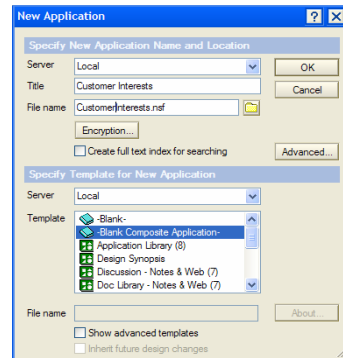 New Application
Specify New Application Name and Location
Server Local OK
Title Customer Interests Cancel
File name CustomerInterests.nsf
Encryption...
Create full text index for searching Advanced...
Specify Template for New Application
Server Local
Template -Blank-
-Blank Composite Application-
Application Library (8)
Design Synopsis
Discussion - Notes & Web (7)
Doc Library - Notes & Web (7)
File name About...
Show advanced templates
Inherit future design changes